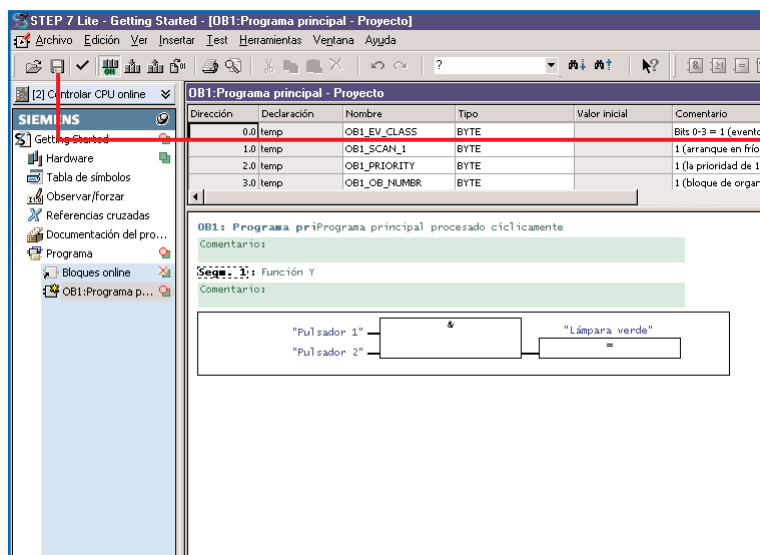 STEP 7 Lite - Getting Started - [OB1:Programa principal - Proyecto]
Archivo Edición Ver Insertar Test Herramientas Ventana Ayuda
ON ?
[2] Controlar CPU online
OB1:Programa principal - Proyecto
SIEMENS
Getting Started
Hardware
Tabla de símbolos
Observar/forzar
Referencias cruzadas
Documentación del pro...
Programa
Bloques online
OB1:Programa p...
Dirección Declaración Nombre Tipo Valor inicial Comentario
0.0 temp OB1_EV_CLASS BYTE Bits 0-3 = 1 (evento
1.0 temp OB1_SCAN_1 BYTE 1 (arranque en frío
2.0 temp OB1_PRIORITY BYTE 1 (la prioridad de 1
3.0 temp OB1_OB_NUMBR BYTE 1 (bloque de organ
OB1: Programa priPrograma principal procesado cíclicamente
Comentario:
Segm. 1: Función Y
Comentario:
&
"Pulsador 1"
"Pulsador 2"
"Lámpara verde"
=